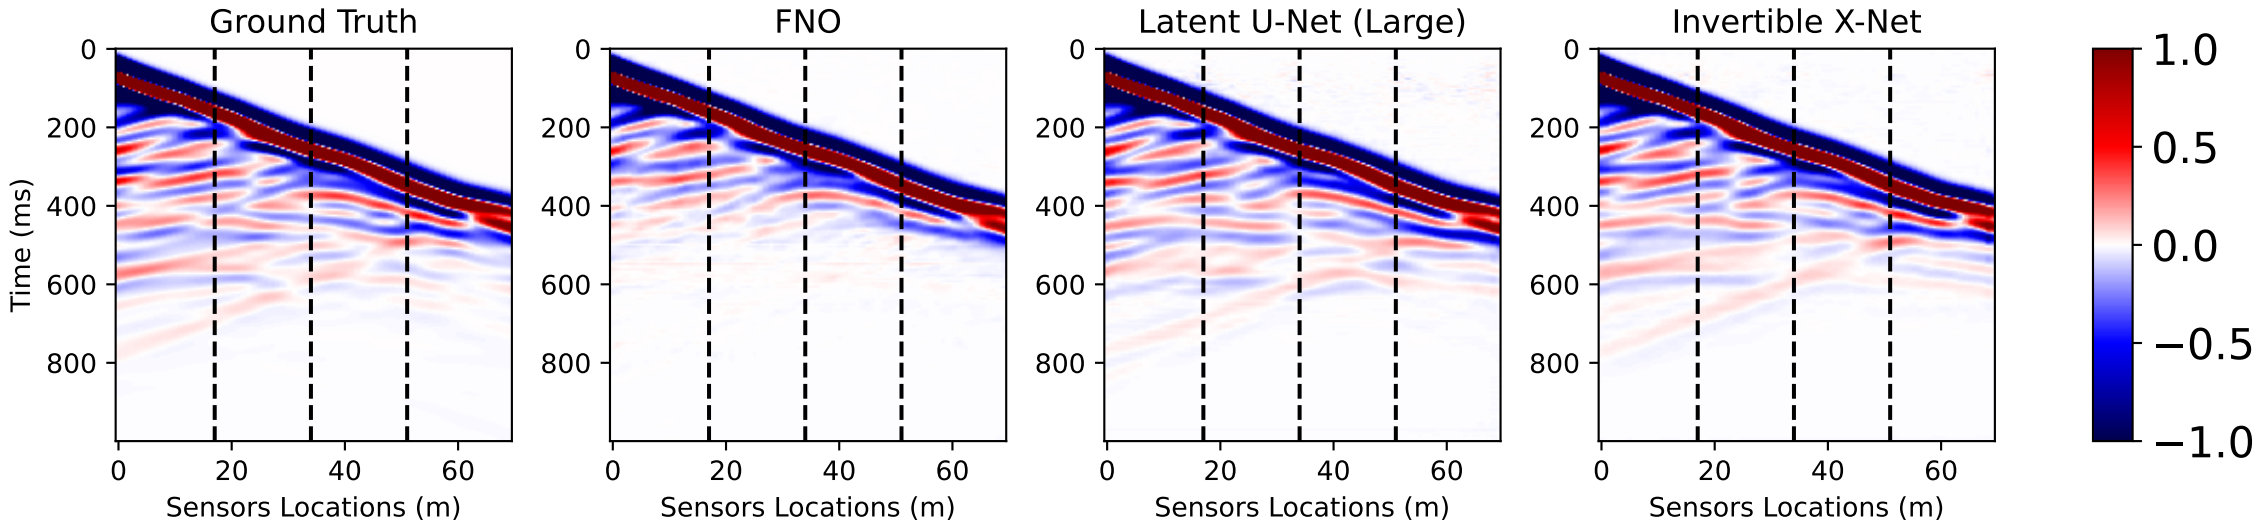 Ground Truth
FNO
Latent U-Net (Large)
Invertible X-Net
Time (ms)
0
200
400
600
800
0 20 40 60
Sensors Locations (m)
0
200
400
600
800
0 20 40 60
Sensors Locations (m)
0
200
400
600
800
0 20 40 60
Sensors Locations (m)
0
200
400
600
800
0 20 40 60
Sensors Locations (m)
1.0
0.5
0.0
−0.5
−1.0